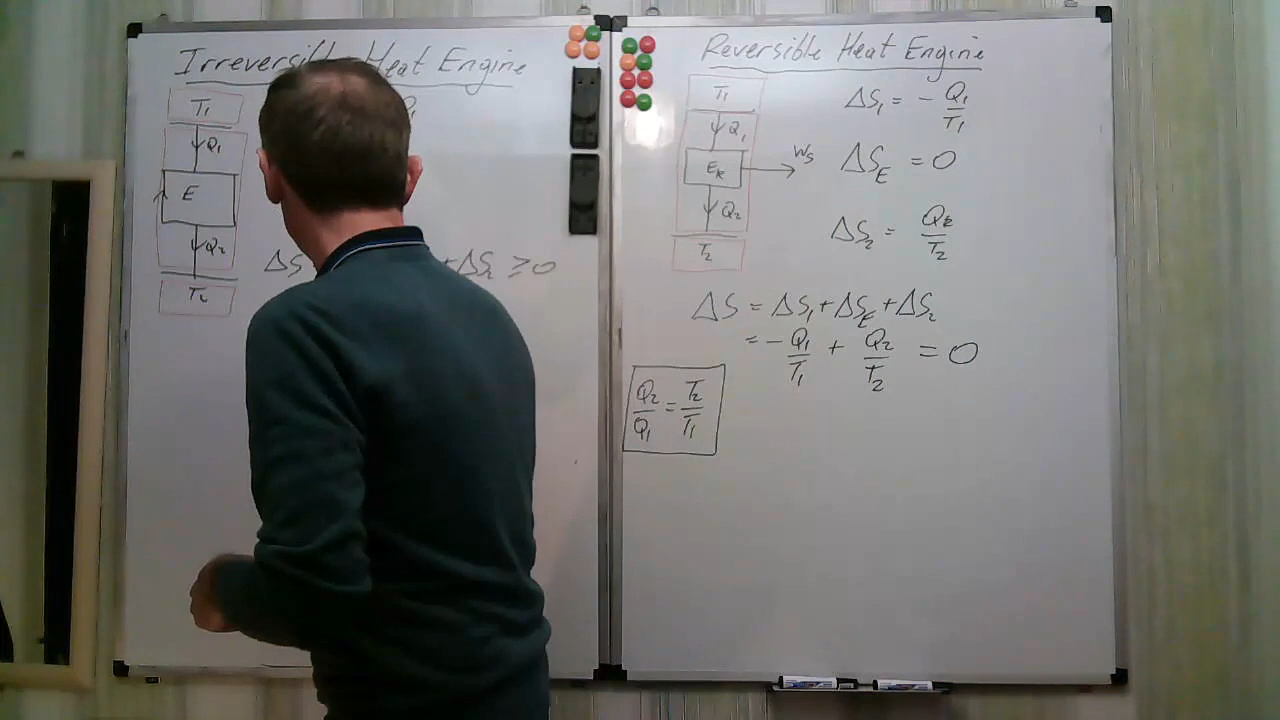 Irreversible Heat Engine
T₁
Q₁
E
Q₂
T₂
ΔS
+ΔS₂ ≥ 0
Reversible Heat Engine
T₁
Q₁
E_R
W_S
Q₂
T₂
ΔS₁ = - Q₁/T₁
ΔS_E = 0
ΔS₂ = Q₂/T₂
ΔS = ΔS₁ + ΔS_E + ΔS₂
= - Q₁/T₁ + Q₂/T₂ = 0
Q₂/Q₁ = T₂/T₁